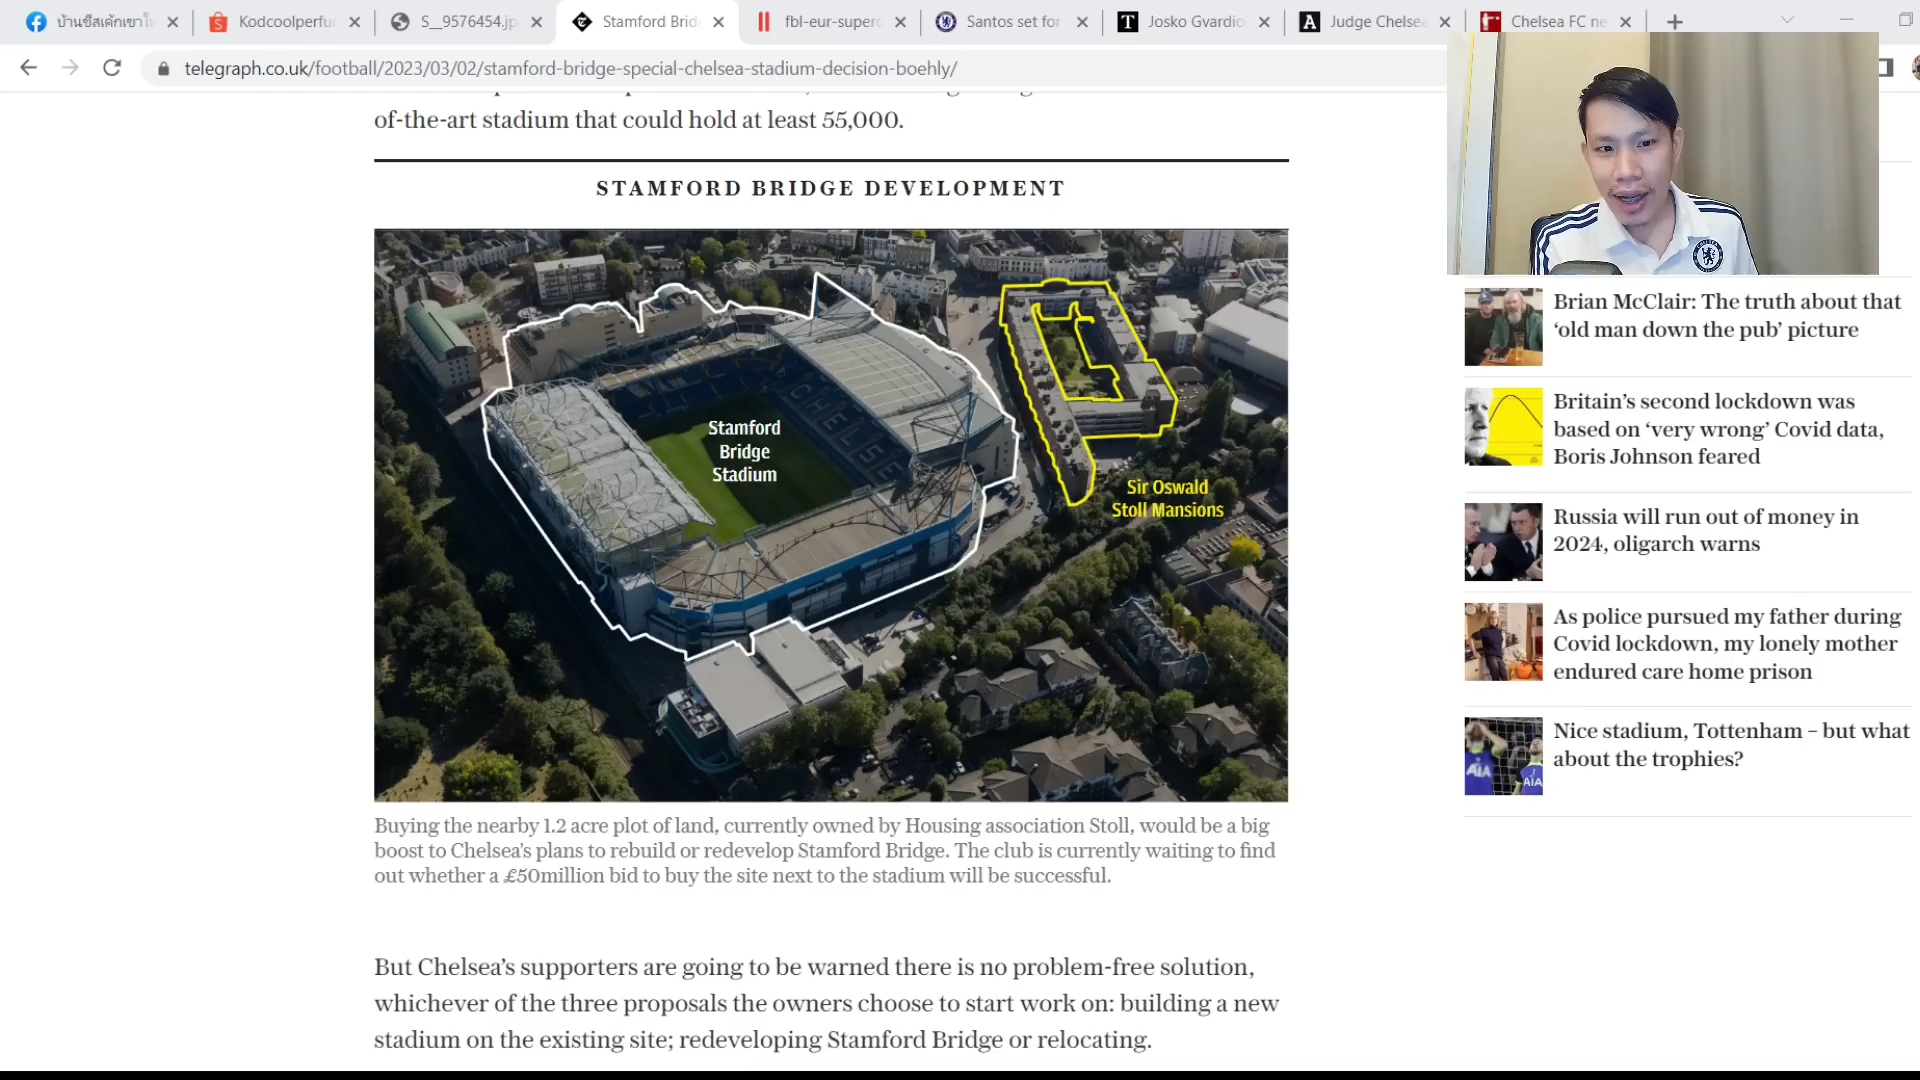 บ้านชีสเค้กเขาให
Kodcoolperfu
S__9576454.jp
Stamford Brid
fbl-eur-superc
Santos set for
Josko Gvardio
Judge Chelsea
Chelsea FC ne
telegraph.co.uk/football/2023/03/02/stamford-bridge-special-chelsea-stadium-decision-boehly/
of-the-art stadium that could hold at least 55,000.
STAMFORD BRIDGE DEVELOPMENT
CHELSEA
Stamford
Bridge
Stadium
Sir Oswald
Stoll Mansions
Buying the nearby 1.2 acre plot of land, currently owned by Housing association Stoll, would be a big
boost to Chelsea's plans to rebuild or redevelop Stamford Bridge. The club is currently waiting to find
out whether a £50million bid to buy the site next to the stadium will be successful.
But Chelsea's supporters are going to be warned there is no problem-free solution,
whichever of the three proposals the owners choose to start work on: building a new
stadium on the existing site; redeveloping Stamford Bridge or relocating.
Brian McClair: The truth about that
‘old man down the pub’ picture
Britain’s second lockdown was
based on ‘very wrong’ Covid data,
Boris Johnson feared
Russia will run out of money in
2024, oligarch warns
As police pursued my father during
Covid lockdown, my lonely mother
endured care home prison
AIA
AIA
Nice stadium, Tottenham – but what
about the trophies?